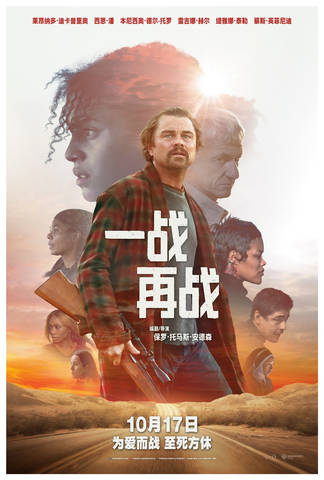 莱昂纳多·迪卡普里奥 西恩·潘 本尼西奥·德尔·托罗 雷吉娜·赫尔 缇雅娜·泰勒 蔡斯·英菲尼迪
一战
再战
编剧/导演
保罗·托马斯·安德森
10月17日
为爱而战 至死方休